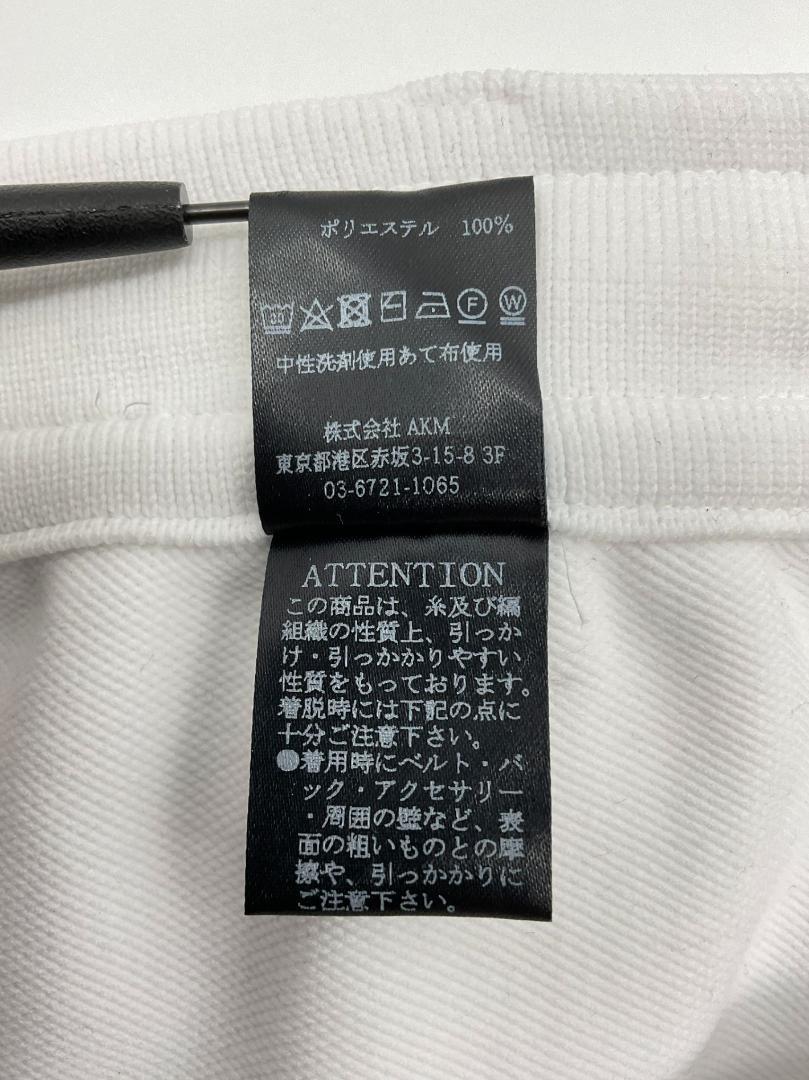 ポリエステル 100%
30
F W
中性洗剤使用あて布使用
株式会社 AKM
東京都港区赤坂3-15-8 3F
03-6721-1065
ATTENTION
この商品は、糸及び編
組織の性質上、引っか
け・引っかかりやすい
性質をもっております。
着脱時には下記の点に
十分ご注意下さい。
●着用時にベルト・バ
ック・アクセサリー
・周囲の壁など、表
面の粗いものとの摩
擦や、引っかかりに
ご注意下さい。